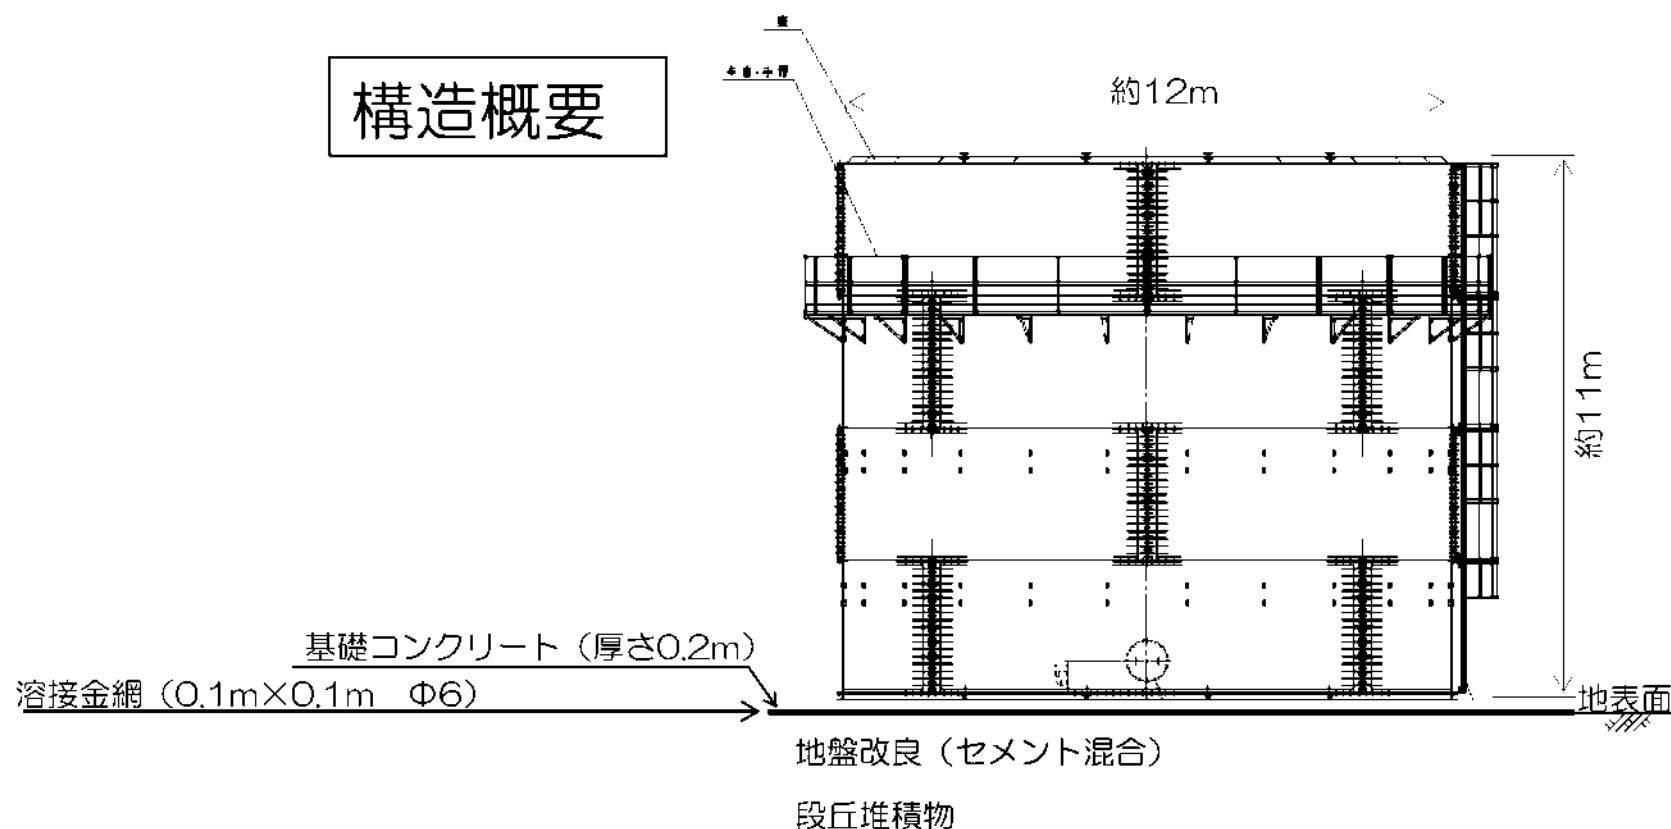 構造概要
約12m
約11m
基礎コンクリート（厚さ0.2m）
溶接金網（0.1m×0.1m　Φ6）
地表面
地盤改良（セメント混合）
段丘堆積物